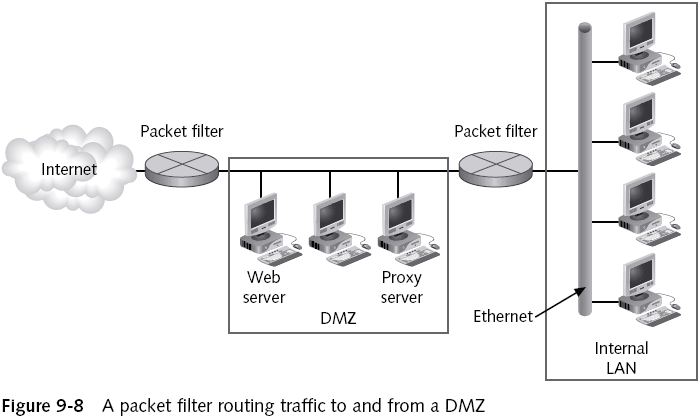 Packet filter
Packet filter
Internet
Web
server
Proxy
server
DMZ
Ethernet
Internal
LAN
Figure 9-8 A packet filter routing traffic to and from a DMZ